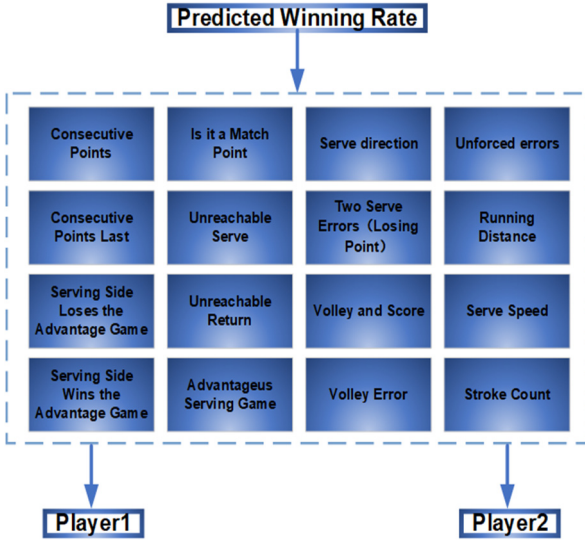 Predicted Winning Rate
Consecutive
Points
Is it a Match
Point
Serve direction
Unforced errors
Consecutive
Points Last
Unreachable
Serve
Two Serve
Errors（Losing
Point）
Running
Distance
Serving Side
Loses the
Advantage Game
Unreachable
Return
Volley and Score
Serve Speed
Serving Side
Wins the
Advantage Game
Advantageus
Serving Game
Volley Error
Stroke Count
Player1
Player2